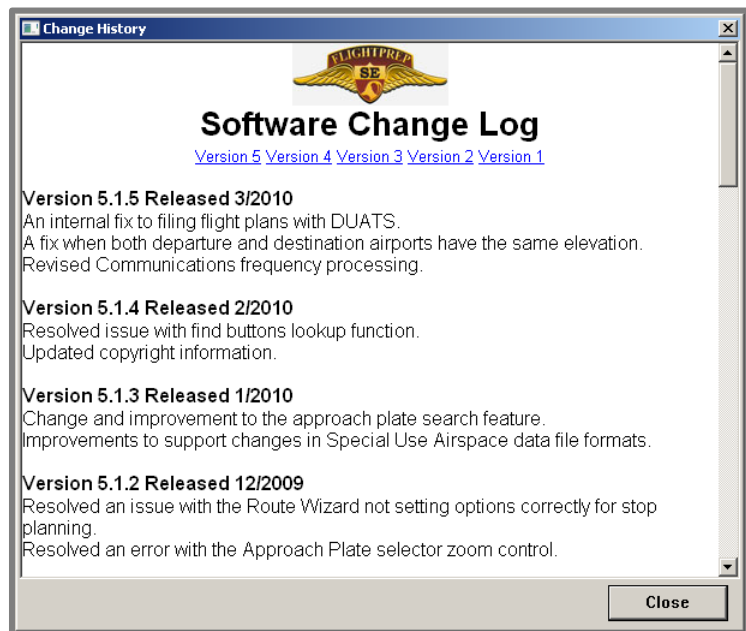 Change History
FLIGHTPREP
SE
Software Change Log
Version 5 Version 4 Version 3 Version 2 Version 1
Version 5.1.5 Released 3/2010
An internal fix to filing flight plans with DUATS.
A fix when both departure and destination airports have the same elevation.
Revised Communications frequency processing.
Version 5.1.4 Released 2/2010
Resolved issue with find buttons lookup function.
Updated copyright information.
Version 5.1.3 Released 1/2010
Change and improvement to the approach plate search feature.
Improvements to support changes in Special Use Airspace data file formats.
Version 5.1.2 Released 12/2009
Resolved an issue with the Route Wizard not setting options correctly for stop
planning.
Resolved an error with the Approach Plate selector zoom control.
Close